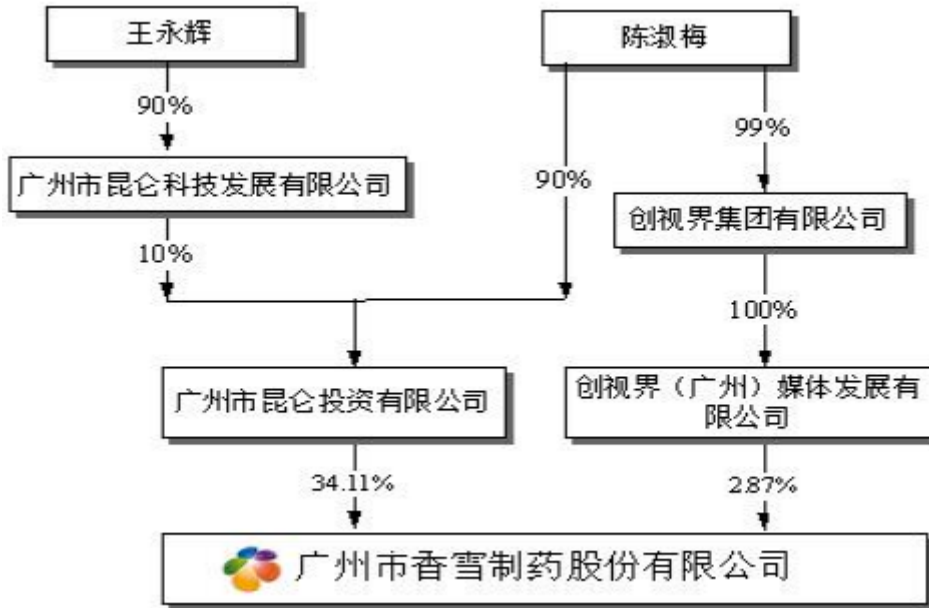 王永辉
陈淑梅
90%
99%
广州市昆仑科技发展有限公司
90%
创视界集团有限公司
10%
100%
广州市昆仑投资有限公司
创视界（广州）媒体发展有
限公司
34.11%
2.87%
广州市香雪制药股份有限公司